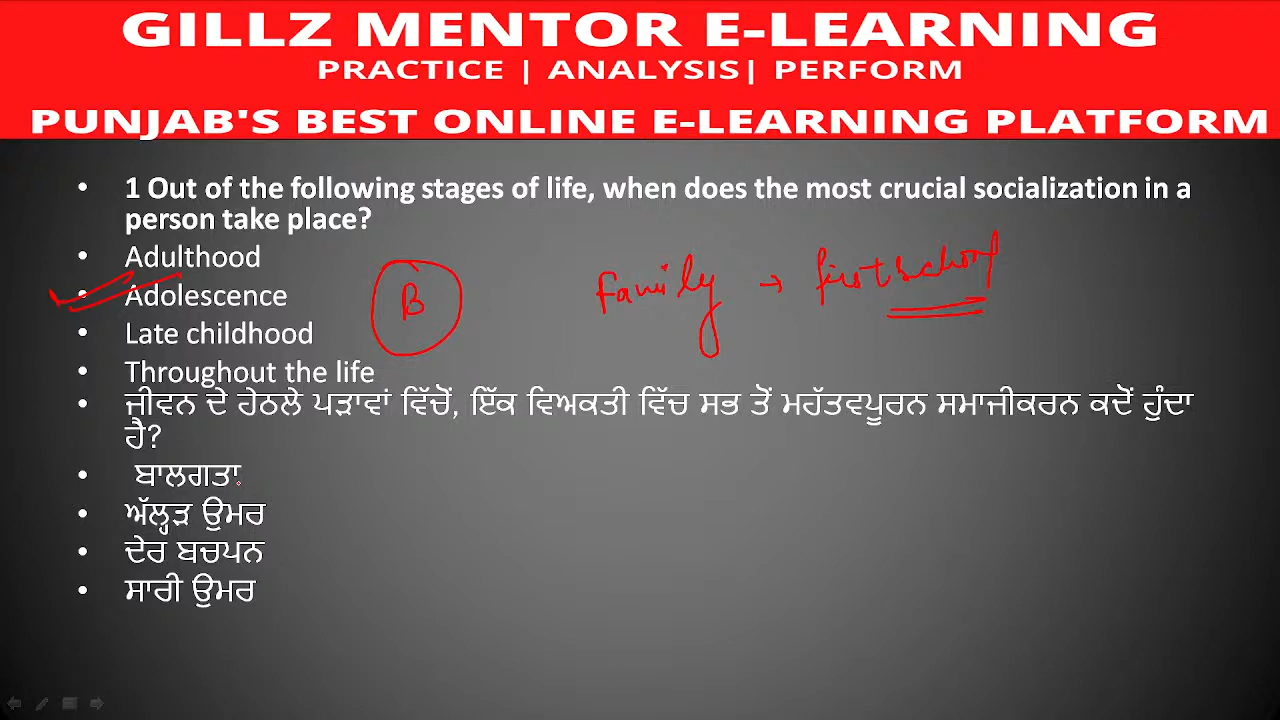 GILLZ MENTOR E-LEARNING
PRACTICE | ANALYSIS| PERFORM
PUNJAB'S BEST ONLINE E-LEARNING PLATFORM
• 1 Out of the following stages of life, when does the most crucial socialization in a
person take place?
• Adulthood
• Adolescence
B
family → first school
• Late childhood
• Throughout the life
• ਜੀਵਨ ਦੇ ਹੇਠਲੇ ਪੜਾਵਾਂ ਵਿੱਚੋਂ, ਇੱਕ ਵਿਅਕਤੀ ਵਿੱਚ ਸਭ ਤੋਂ ਮਹੱਤਵਪੂਰਨ ਸਮਾਜੀਕਰਨ ਕਦੋਂ ਹੁੰਦਾ
ਹੈ?
• ਬਾਲਗਤਾ
• ਅੱਲ੍ਹੜ ਉਮਰ
• ਦੇਰ ਬਚਪਨ
• ਸਾਰੀ ਉਮਰ